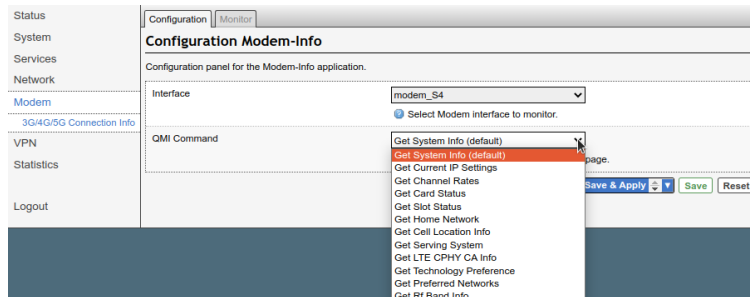 Status
System
Services
Network
Modem
3G/4G/5G Connection Info
VPN
Statistics
Logout
Configuration Monitor
Configuration Modem-Info
Configuration panel for the Modem-Info application.
Interface modem_S4
Select Modem interface to monitor.
QMI Command Get System Info (default)
page.
Get System Info (default)
Get Current IP Settings
Get Channel Rates
Get Card Status
Get Slot Status
Get Home Network
Get Cell Location Info
Get Serving System
Get LTE CPHY CA Info
Get Technology Preference
Get Preferred Networks
Get Rf Band Info
Save & Apply Save Reset